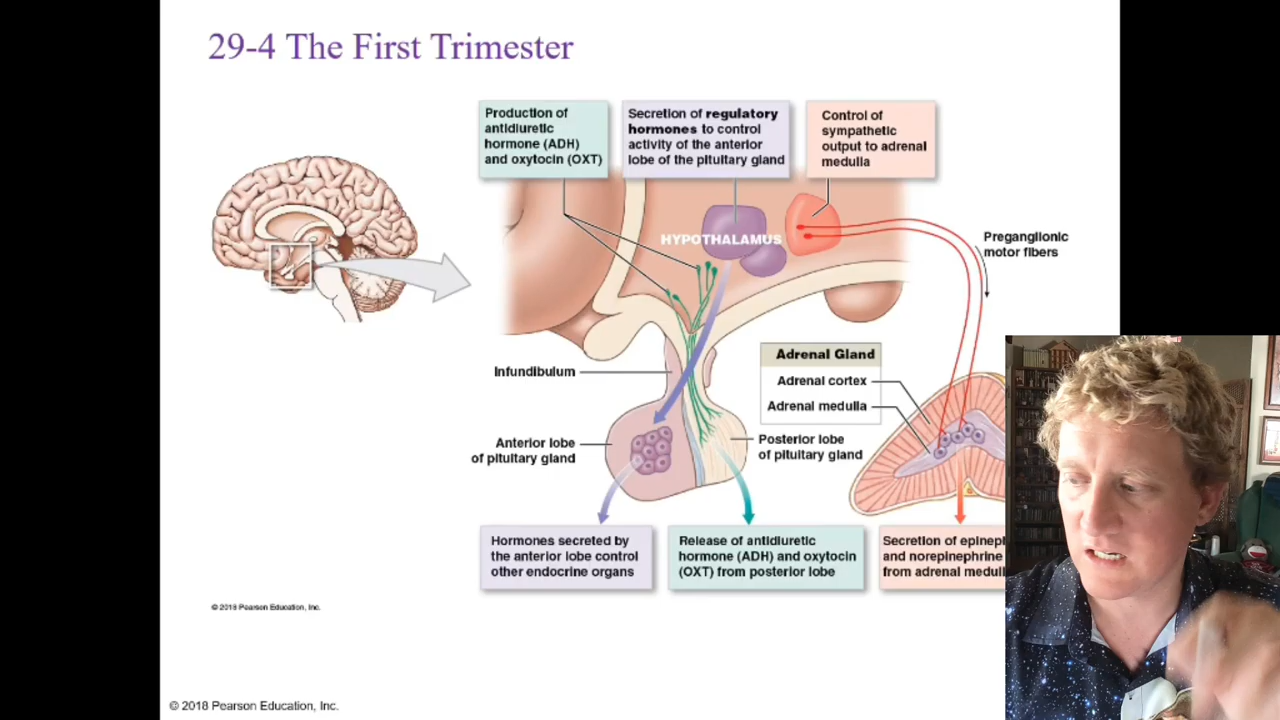 29-4 The First Trimester
Production of
antidiuretic
hormone (ADH)
and oxytocin (OXT)
Secretion of regulatory
hormones to control
activity of the anterior
lobe of the pituitary gland
Control of
sympathetic
output to adrenal
medulla
HYPOTHALAMUS
Preganglionic
motor fibers
Infundibulum
Adrenal Gland
Adrenal cortex
Adrenal medulla
Anterior lobe
of pituitary gland
Posterior lobe
of pituitary gland
Hormones secreted by
the anterior lobe control
other endocrine organs
Release of antidiuretic
hormone (ADH) and oxytocin
(OXT) from posterior lobe
Secretion of
and norepinephrine
from adrenal
© 2018 Pearson Education, Inc.
© 2018 Pearson Education, Inc.